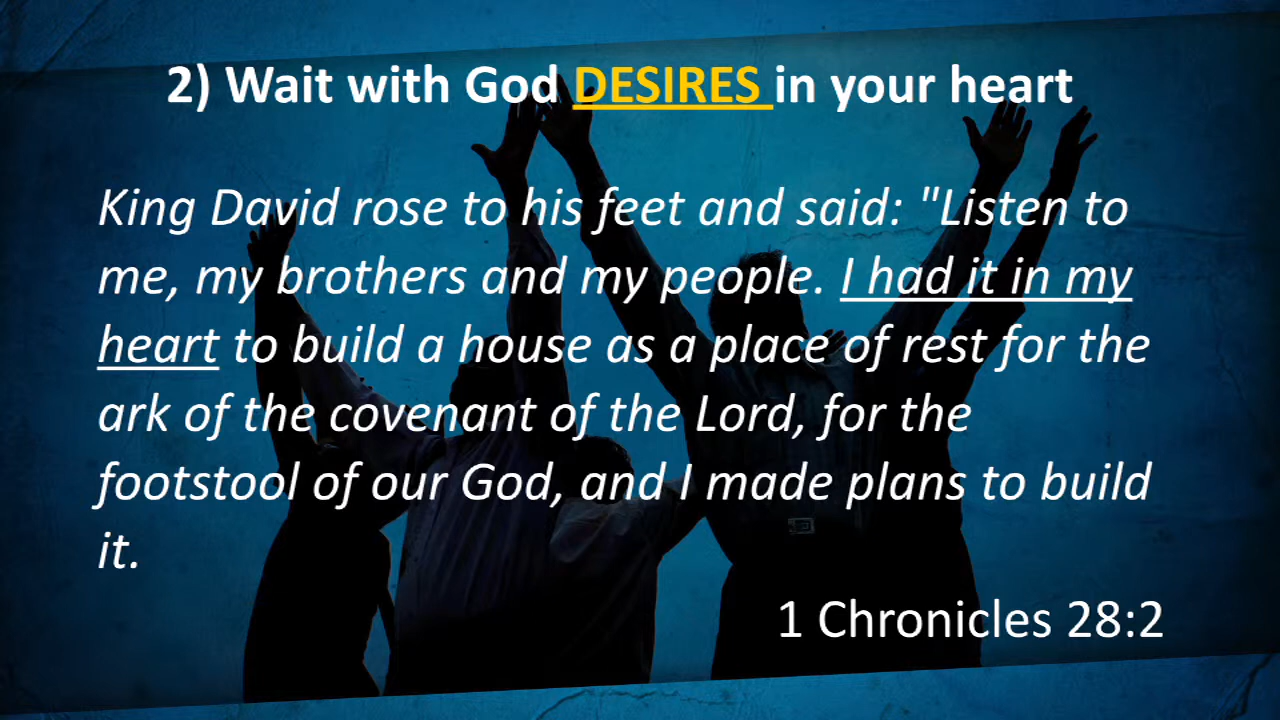 2) Wait with God DESIRES in your heart
King David rose to his feet and said: "Listen to
me, my brothers and my people. I had it in my
heart to build a house as a place of rest for the
ark of the covenant of the Lord, for the
footstool of our God, and I made plans to build
it.
1 Chronicles 28:2